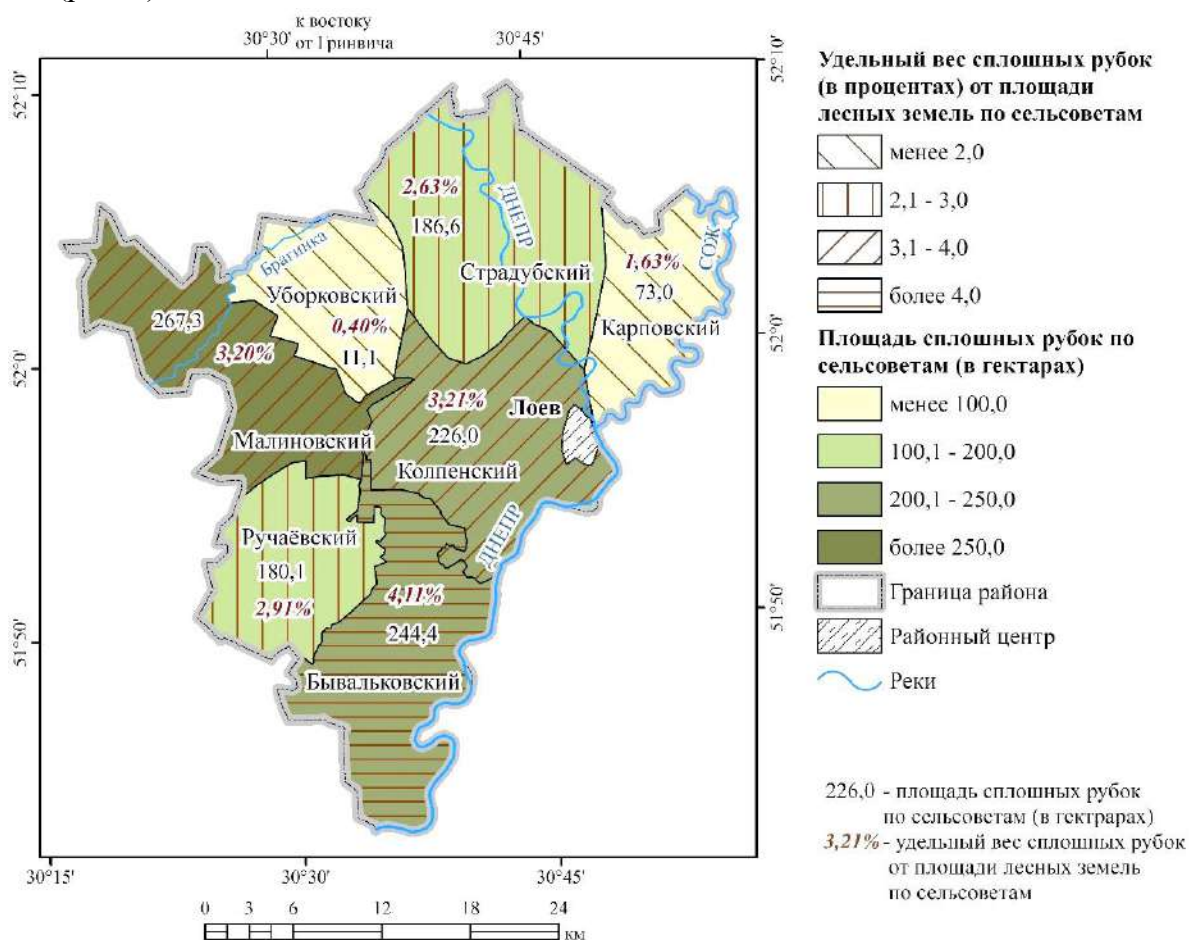 к востоку
от Гринвича
30°30'
30°45'
52°10'
52°10'
52°0'
52°0'
51°50'
51°50'
30°15'
30°30'
30°45'
2,63%
186,6
ДНЕПР
Страдубский
СОЖ
1,63%
73,0
Карповский
Брагинка
Уборковский
0,40%
11,1
267,3
3,20%
Малиновский
3,21%
226,0
Лоев
Колпенский
ДНЕПР
Ручаёвский
180,1
2,91%
4,11%
244,4
Бывальковский
0 3 6 12 18 24
км
Удельный вес сплошных рубок
(в процентах) от площади
лесных земель по сельсоветам
менее 2,0
2,1 - 3,0
3,1 - 4,0
более 4,0
Площадь сплошных рубок по
сельсоветам (в гектарах)
менее 100,0
100,1 - 200,0
200,1 - 250,0
более 250,0
Граница района
Районный центр
Реки
226,0 - площадь сплошных рубок
по сельсоветам (в гектрарах)
3,21% - удельный вес сплошных рубок
от площади лесных земель
по сельсоветам